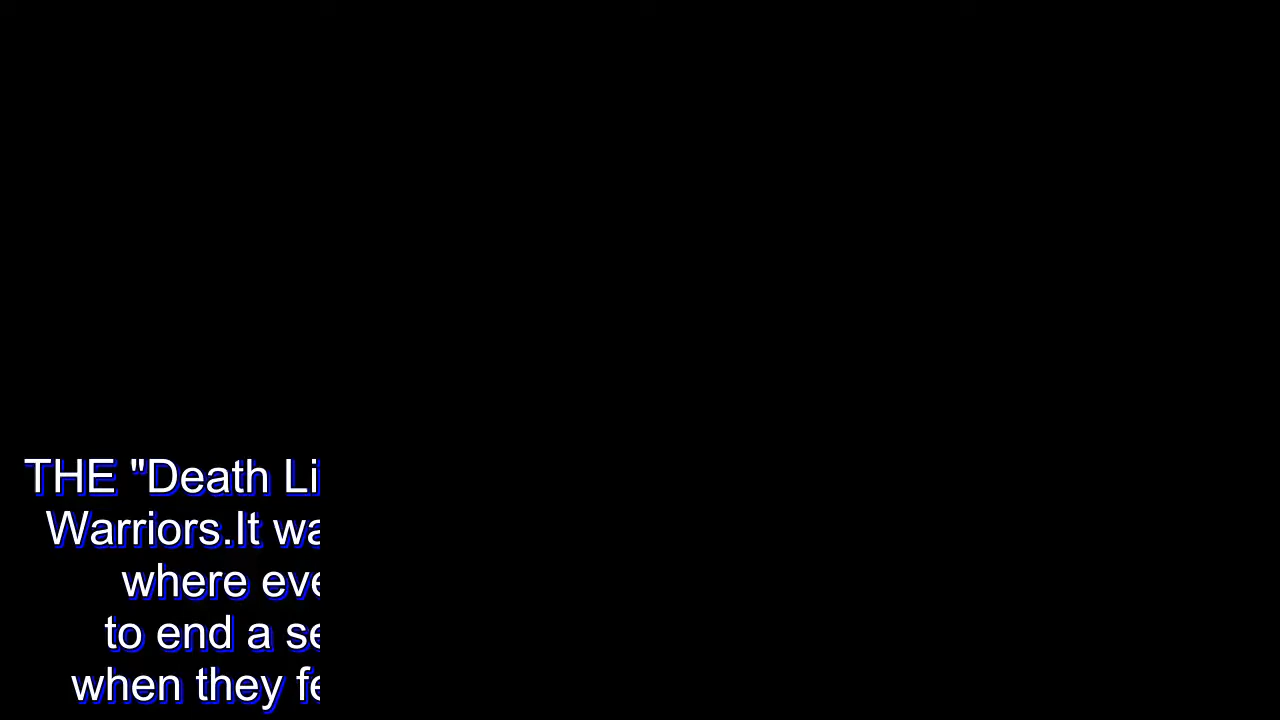 THE "Death Li
Warriors.It wa
where eve
to end a se
when they fe